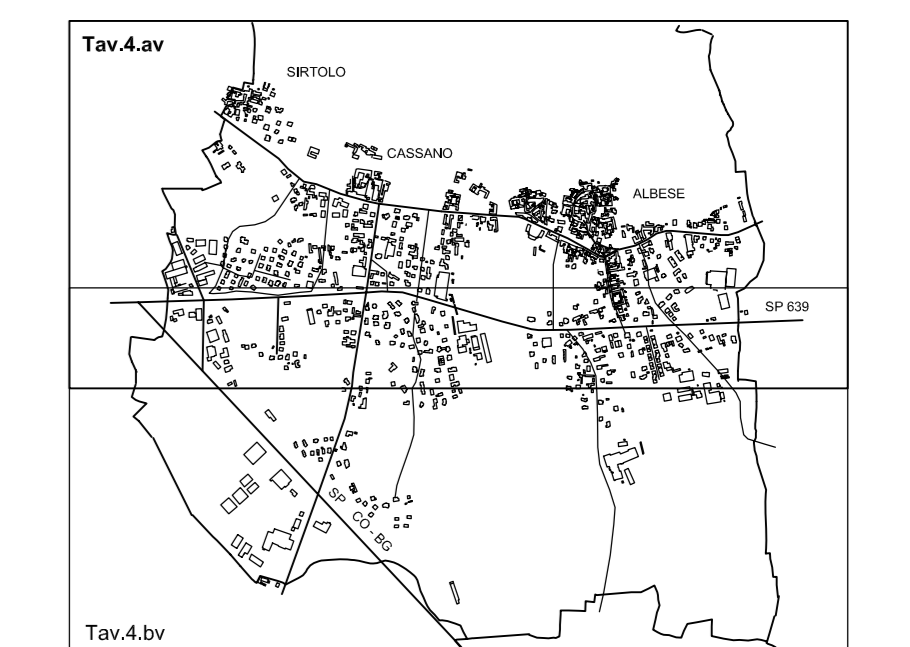 Tav.4.av
SIRTOLO
CASSANO
ALBESE
SP 639
SP CO - BG
Tav.4.bv